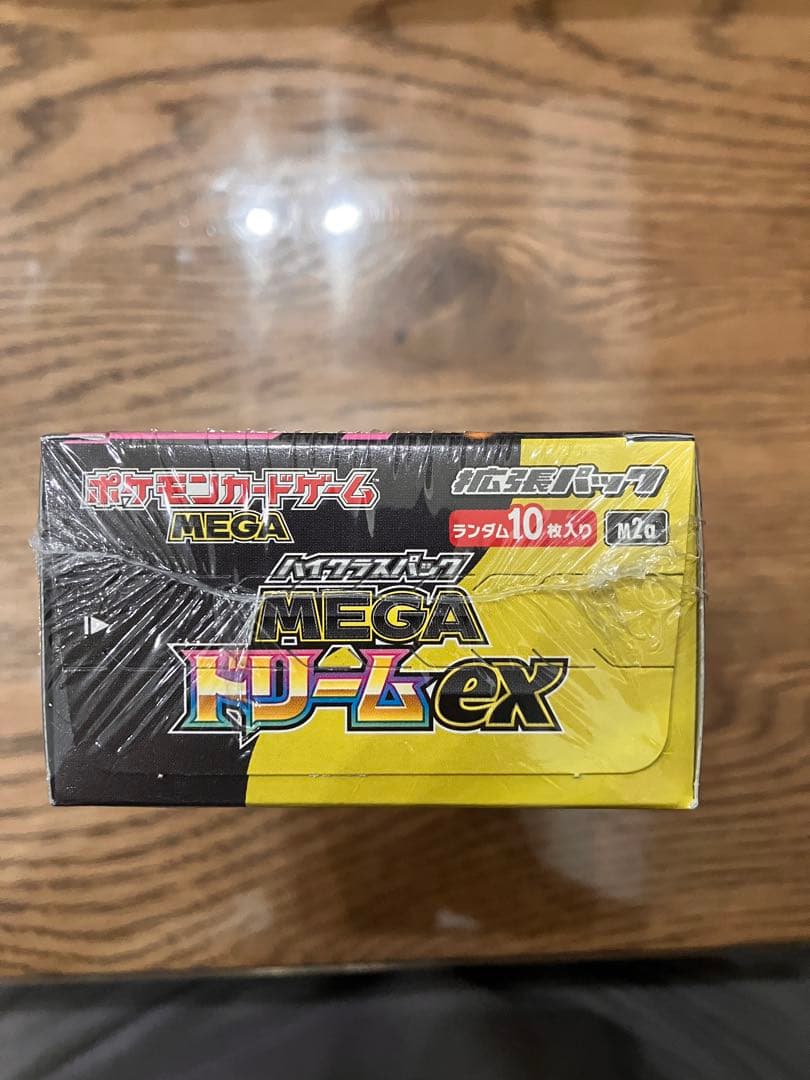 ポケモンカードゲーム
MEGA
拡張パック
ランダム10枚入り M2a
ハイクラスパック
MEGA
ドリームex